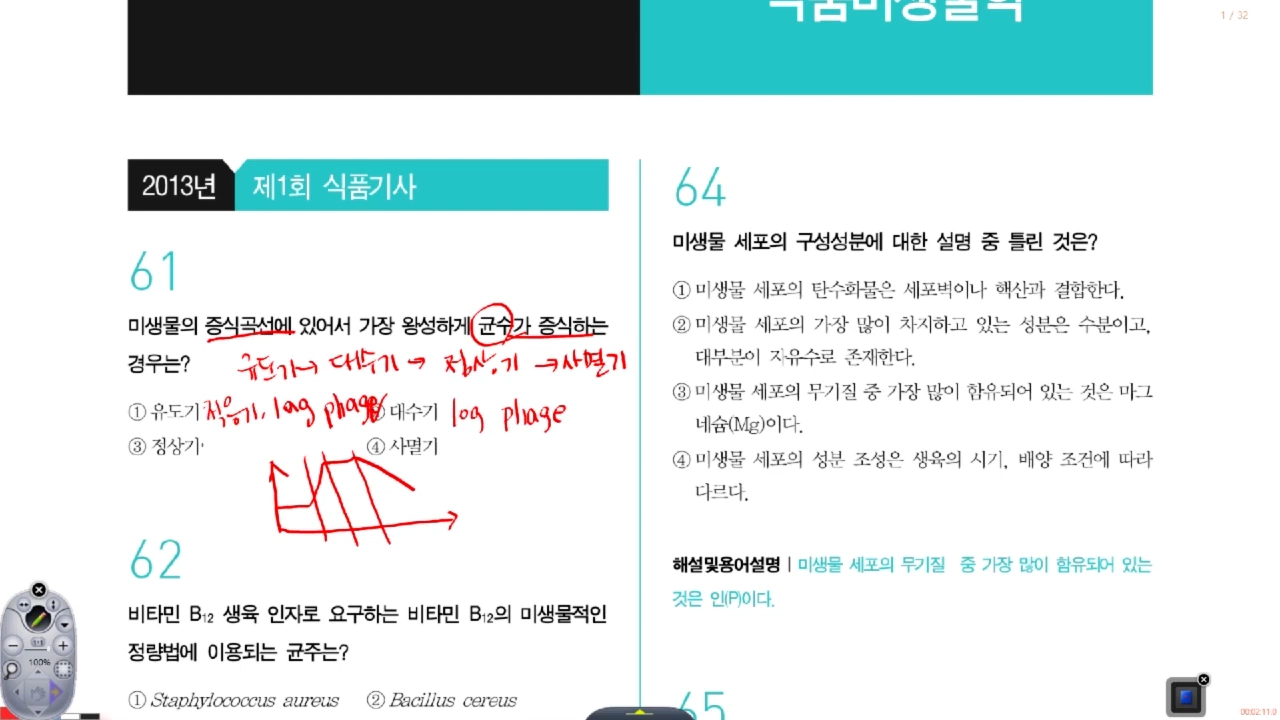 식품미생물학
1 / 32
2013년 제1회 식품기사
61
미생물의 증식곡선에 있어서 가장 왕성하게 균수가 증식하는
경우는?
유도기→ 대수기→ 정상기 →사멸기
① 유도기 적응기, lag phage ② 대수기 log phage
③ 정상기 ④ 사멸기
62
비타민 B12 생육 인자로 요구하는 비타민 B12의 미생물적인
정량법에 이용되는 균주는?
① Staphylococcus aureus ② Bacillus cereus
64
미생물 세포의 구성성분에 대한 설명 중 틀린 것은?
① 미생물 세포의 탄수화물은 세포벽이나 핵산과 결합한다.
② 미생물 세포의 가장 많이 차지하고 있는 성분은 수분이고,
대부분이 자유수로 존재한다.
③ 미생물 세포의 무기질 중 가장 많이 함유되어 있는 것은 마그
네슘(Mg)이다.
④ 미생물 세포의 성분 조성은 생육의 시기, 배양 조건에 따라
다르다.
해설및용어설명 | 미생물 세포의 무기질 중 가장 많이 함유되어 있는
것은 인(P)이다.
65
100%
00:02:11.0